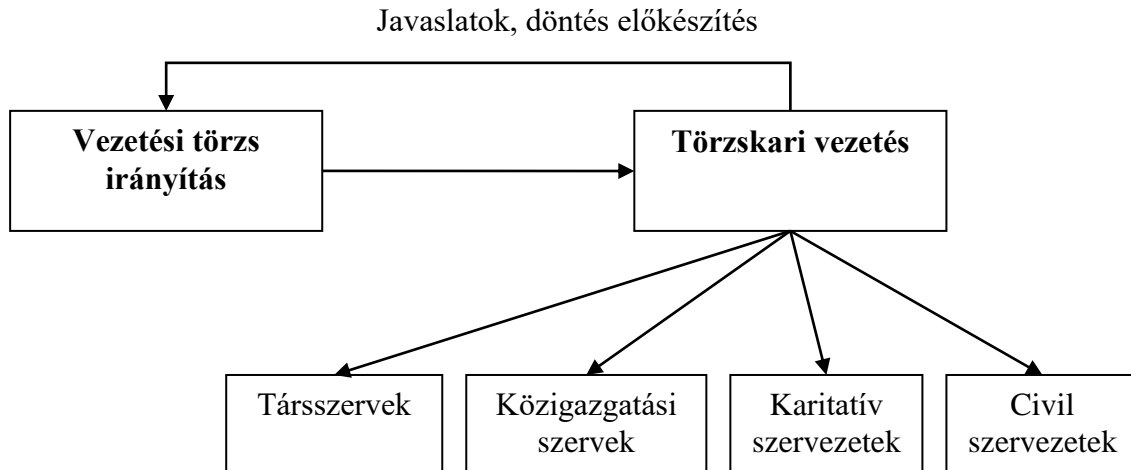 Javaslatok, döntés előkészítés
Vezetési törzs
irányítás
Törzskari vezetés
Társszervek
Közigazgatási
szervek
Karitatív
szervezetek
Civil
szervezetek